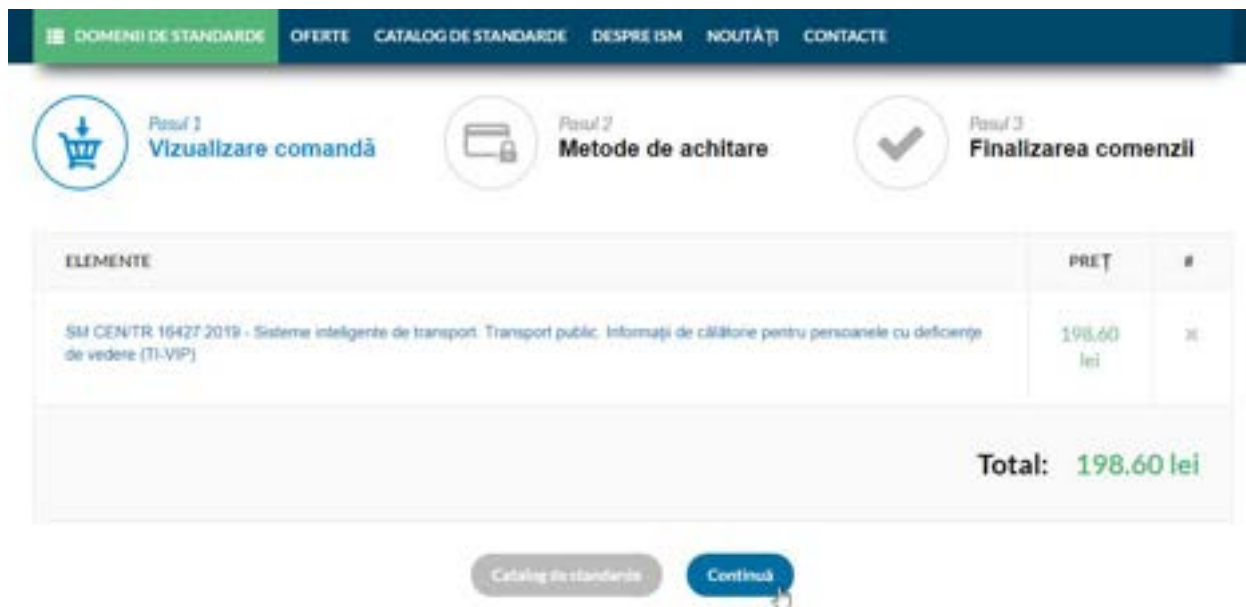 DOMENII DE STANDARDE OFERTE CATALOG DE STANDARDE DESPRE ISM NOUTĂȚI CONTACTE
Pasul 1
Vizualizare comandă
Pasul 2
Metode de achitare
Pasul 3
Finalizarea comenzii
ELEMENTE PREȚ #
SM CEN/TR 16427:2019 - Sisteme inteligente de transport. Transport public. Informații de călătorie pentru persoanele cu deficiențe
de vedere (TI-VIP)
198.60
lei
Total: 198.60 lei
Catalog de standarde Continuă